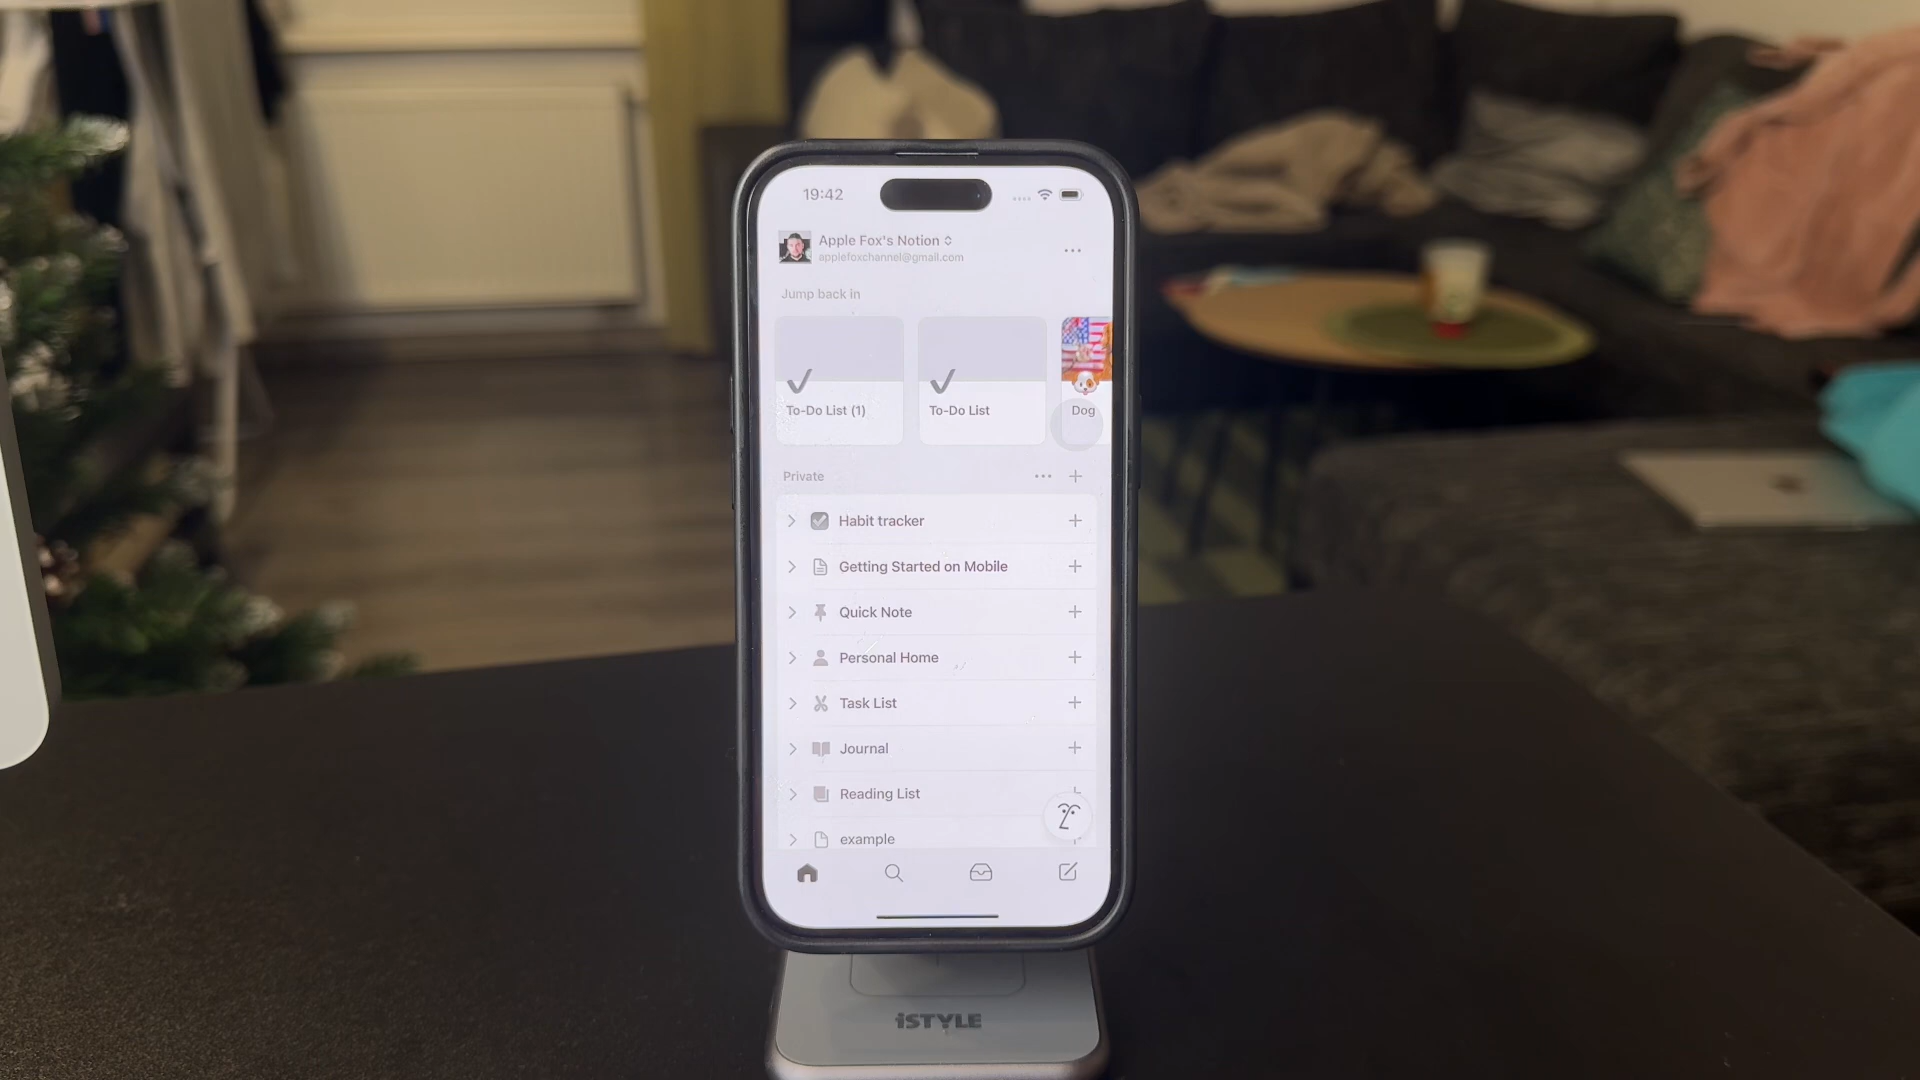 19:42
Apple Fox's Notion
applefoxchannel@gmail.com
Jump back in
To-Do List (1)
To-Do List
Dog
Private
Habit tracker
Getting Started on Mobile
Quick Note
Personal Home
Task List
Journal
Reading List
example
iSTYLE